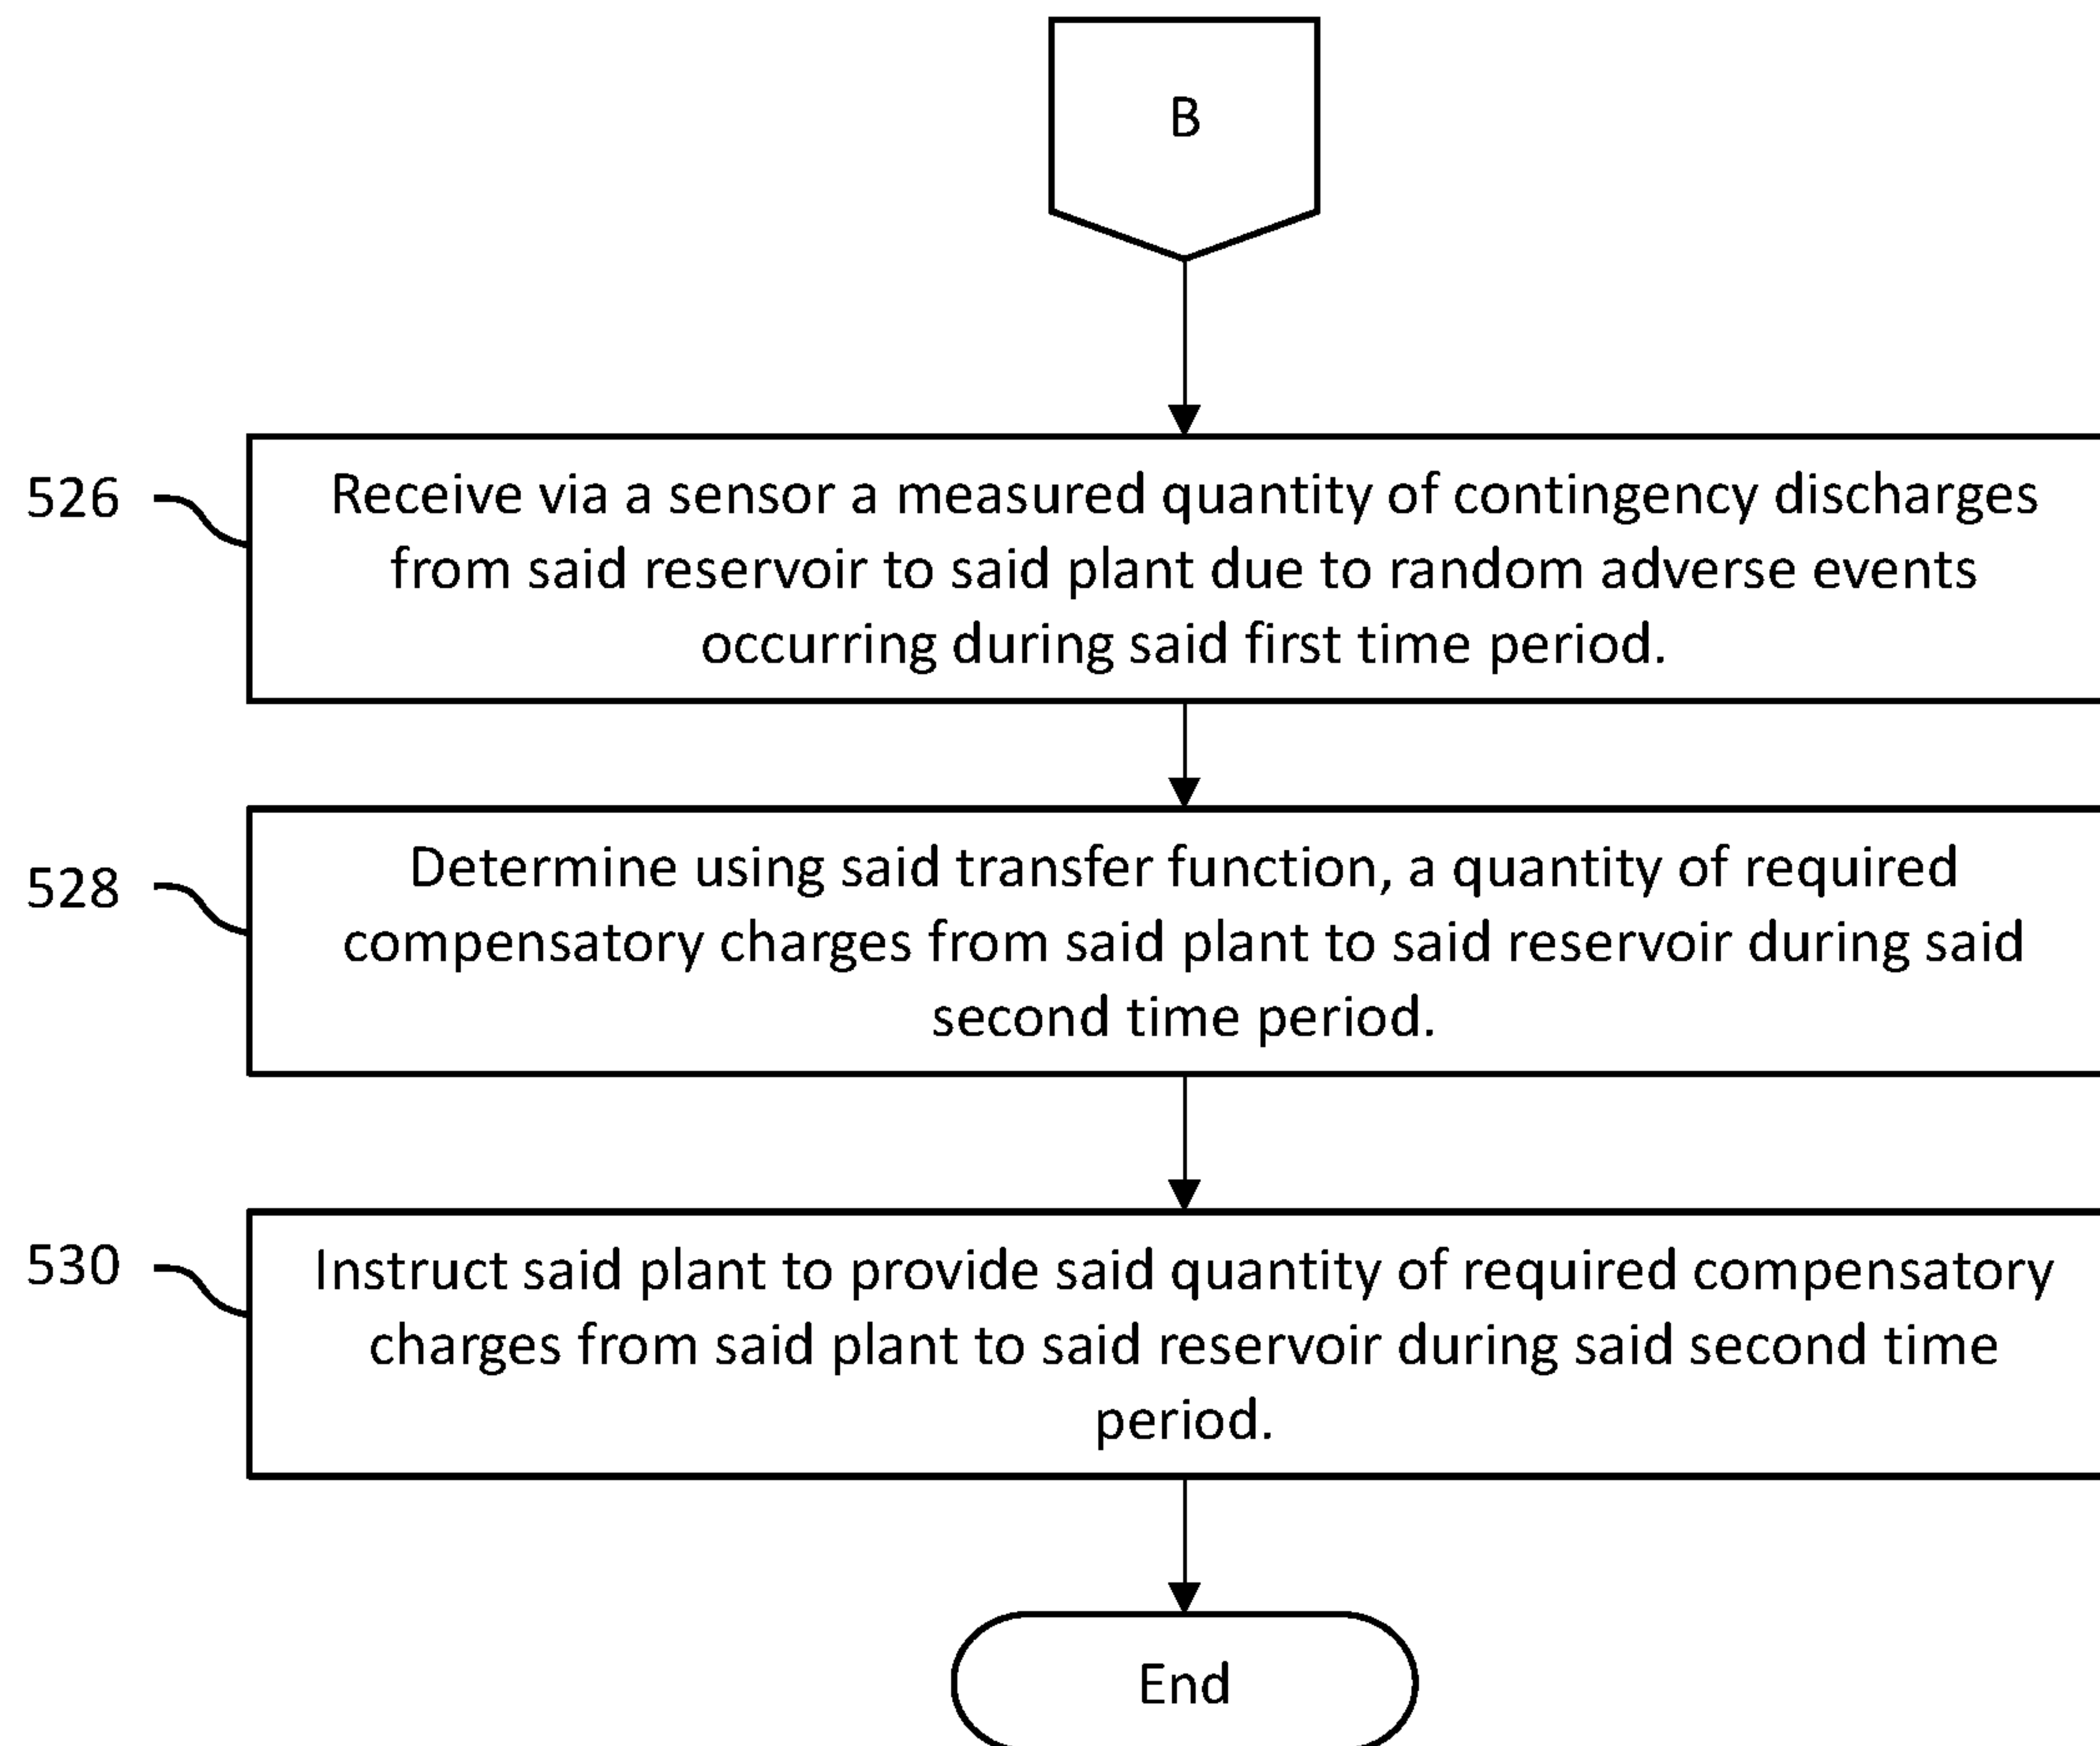 B
526
Receive via a sensor a measured quantity of contingency discharges
from said reservoir to said plant due to random adverse events
occurring during said first time period.
528
Determine using said transfer function, a quantity of required
compensatory charges from said plant to said reservoir during said
second time period.
530
Instruct said plant to provide said quantity of required compensatory
charges from said plant to said reservoir during said second time
period.
End